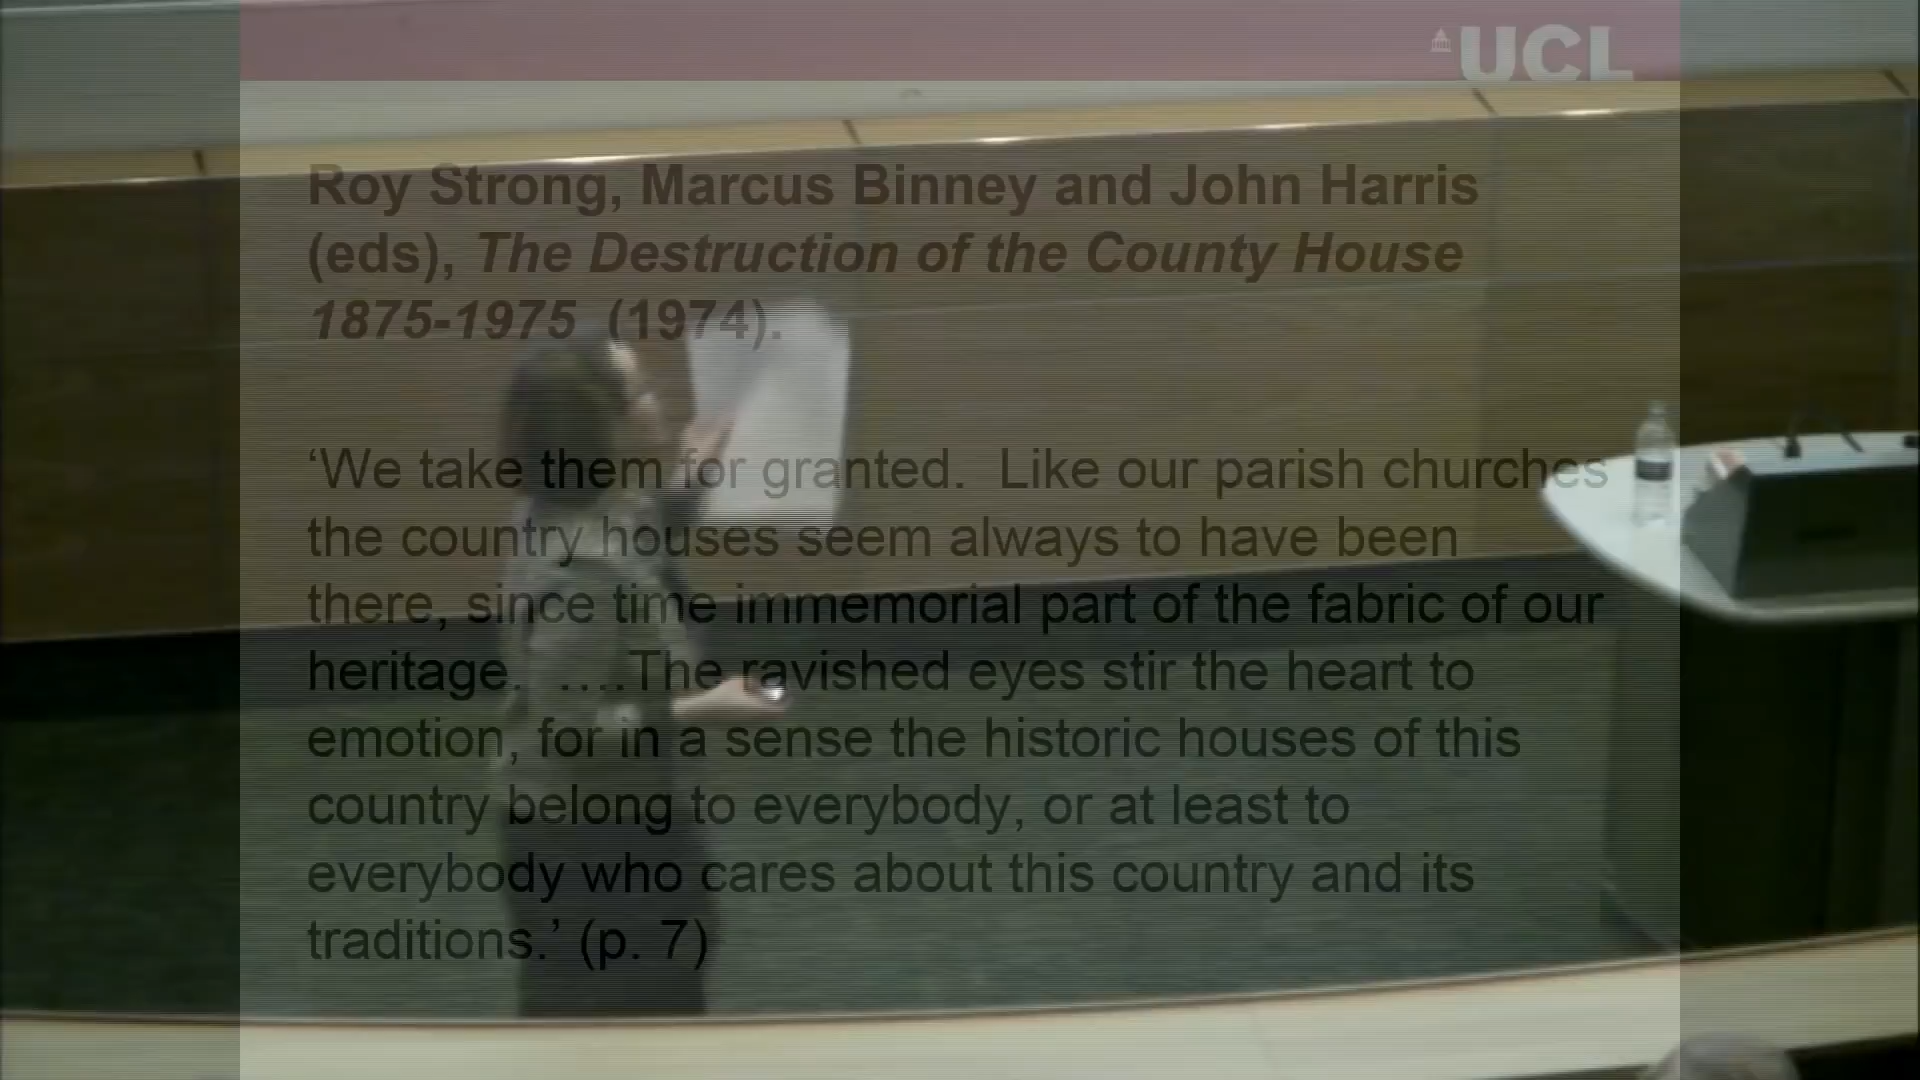 UCL
Roy Strong, Marcus Binney and John Harris
(eds), The Destruction of the County House
1875-1975 (1974).
‘We take them for granted. Like our parish churches
the country houses seem always to have been
there, since time immemorial part of the fabric of our
heritage. ….The ravished eyes stir the heart to
emotion, for in a sense the historic houses of this
country belong to everybody, or at least to
everybody who cares about this country and its
traditions.’ (p. 7)